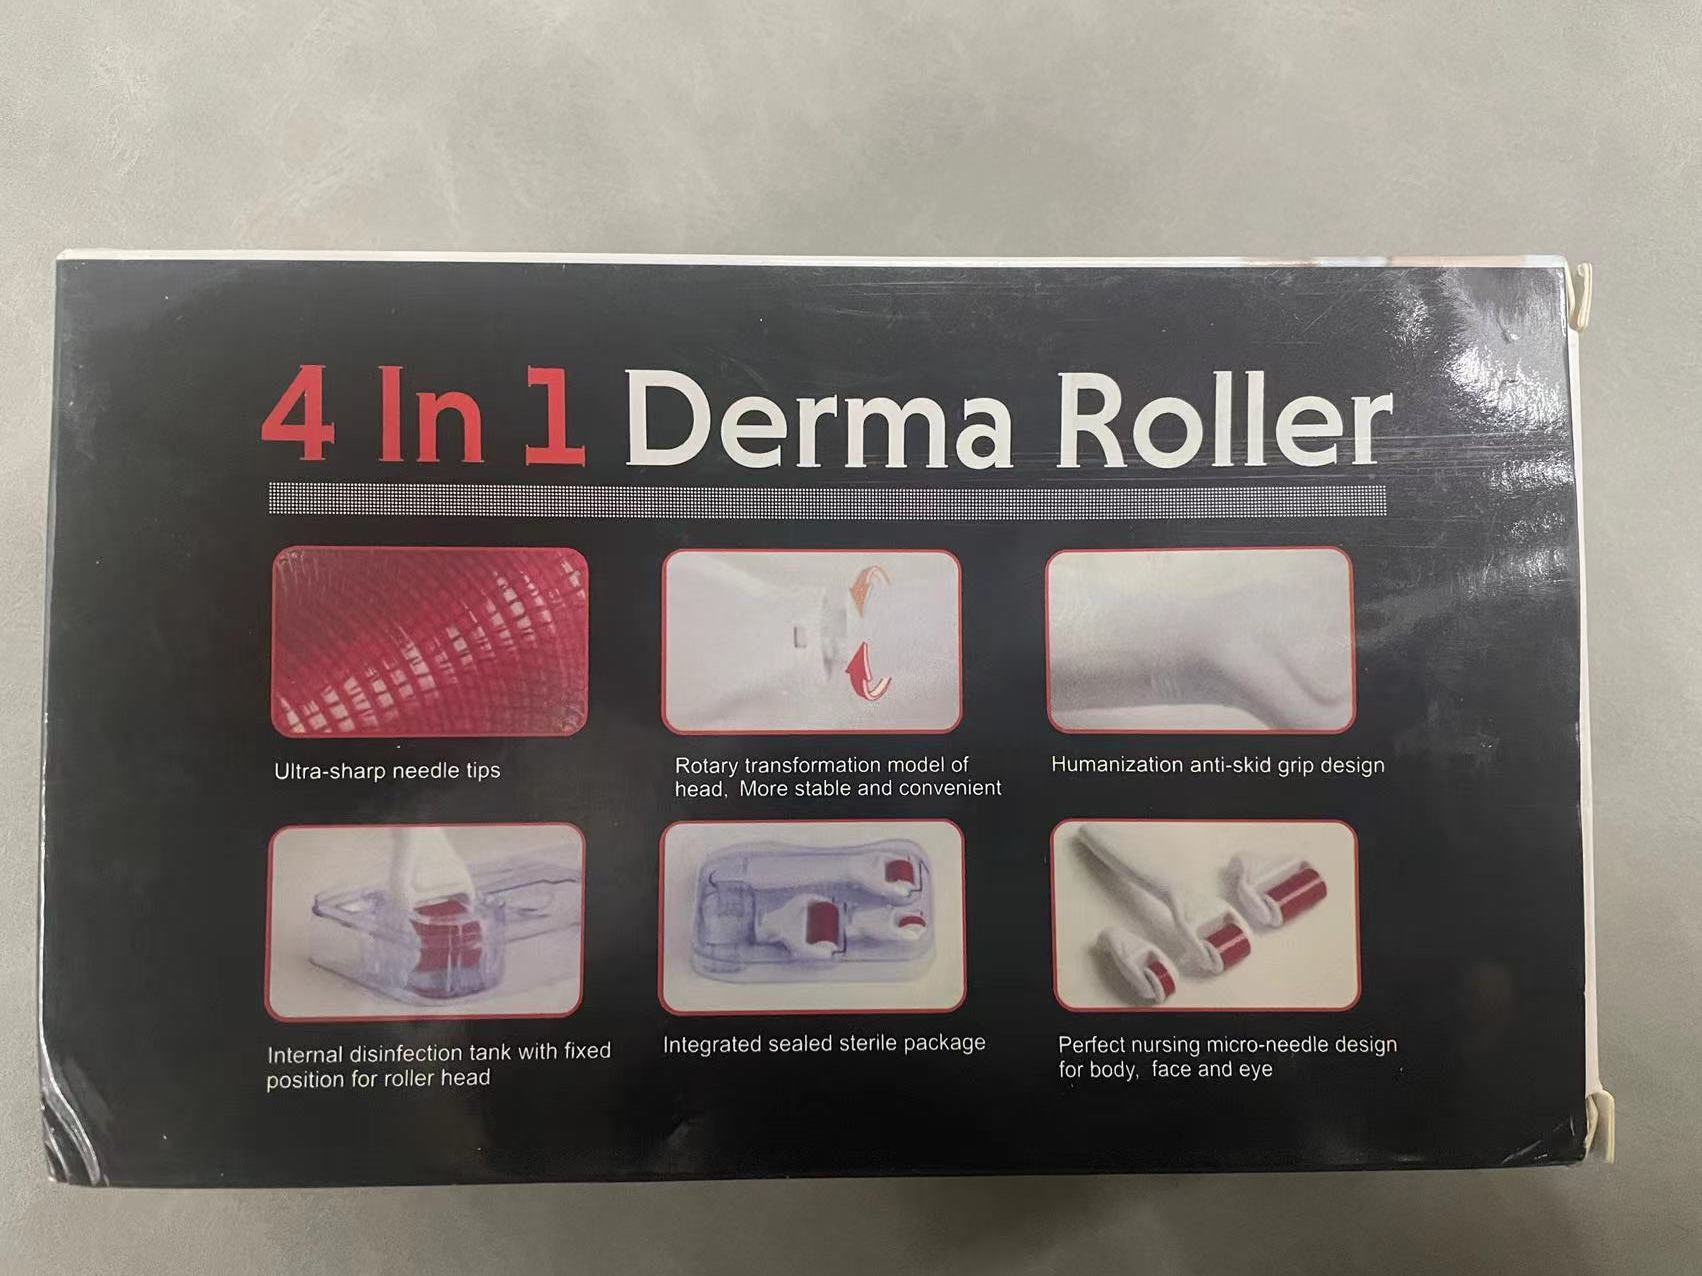 4 In 1 Derma Roller
Ultra-sharp needle tips
Rotary transformation model of
head, More stable and convenient
Humanization anti-skid grip design
Internal disinfection tank with fixed
position for roller head
Integrated sealed sterile package
Perfect nursing micro-needle design
for body, face and eye